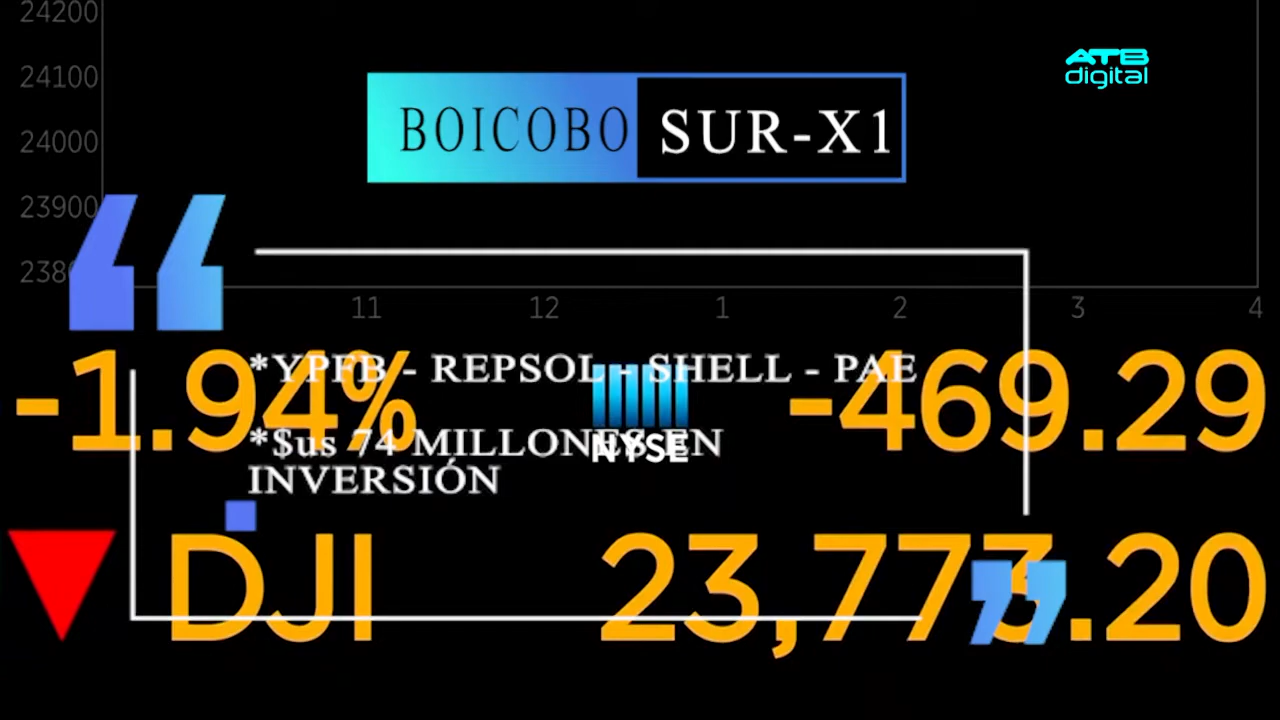 24200
ATB
digital
24100
BOICOBO SUR-X1
24000
23900
238
11 12 1 2 3 4
*YPFB - REPSOL - SHELL - PAE
-1.94% -469.29
*$us 74 MILLONES EN
NYSE
INVERSIÓN
DJI 23,773.20